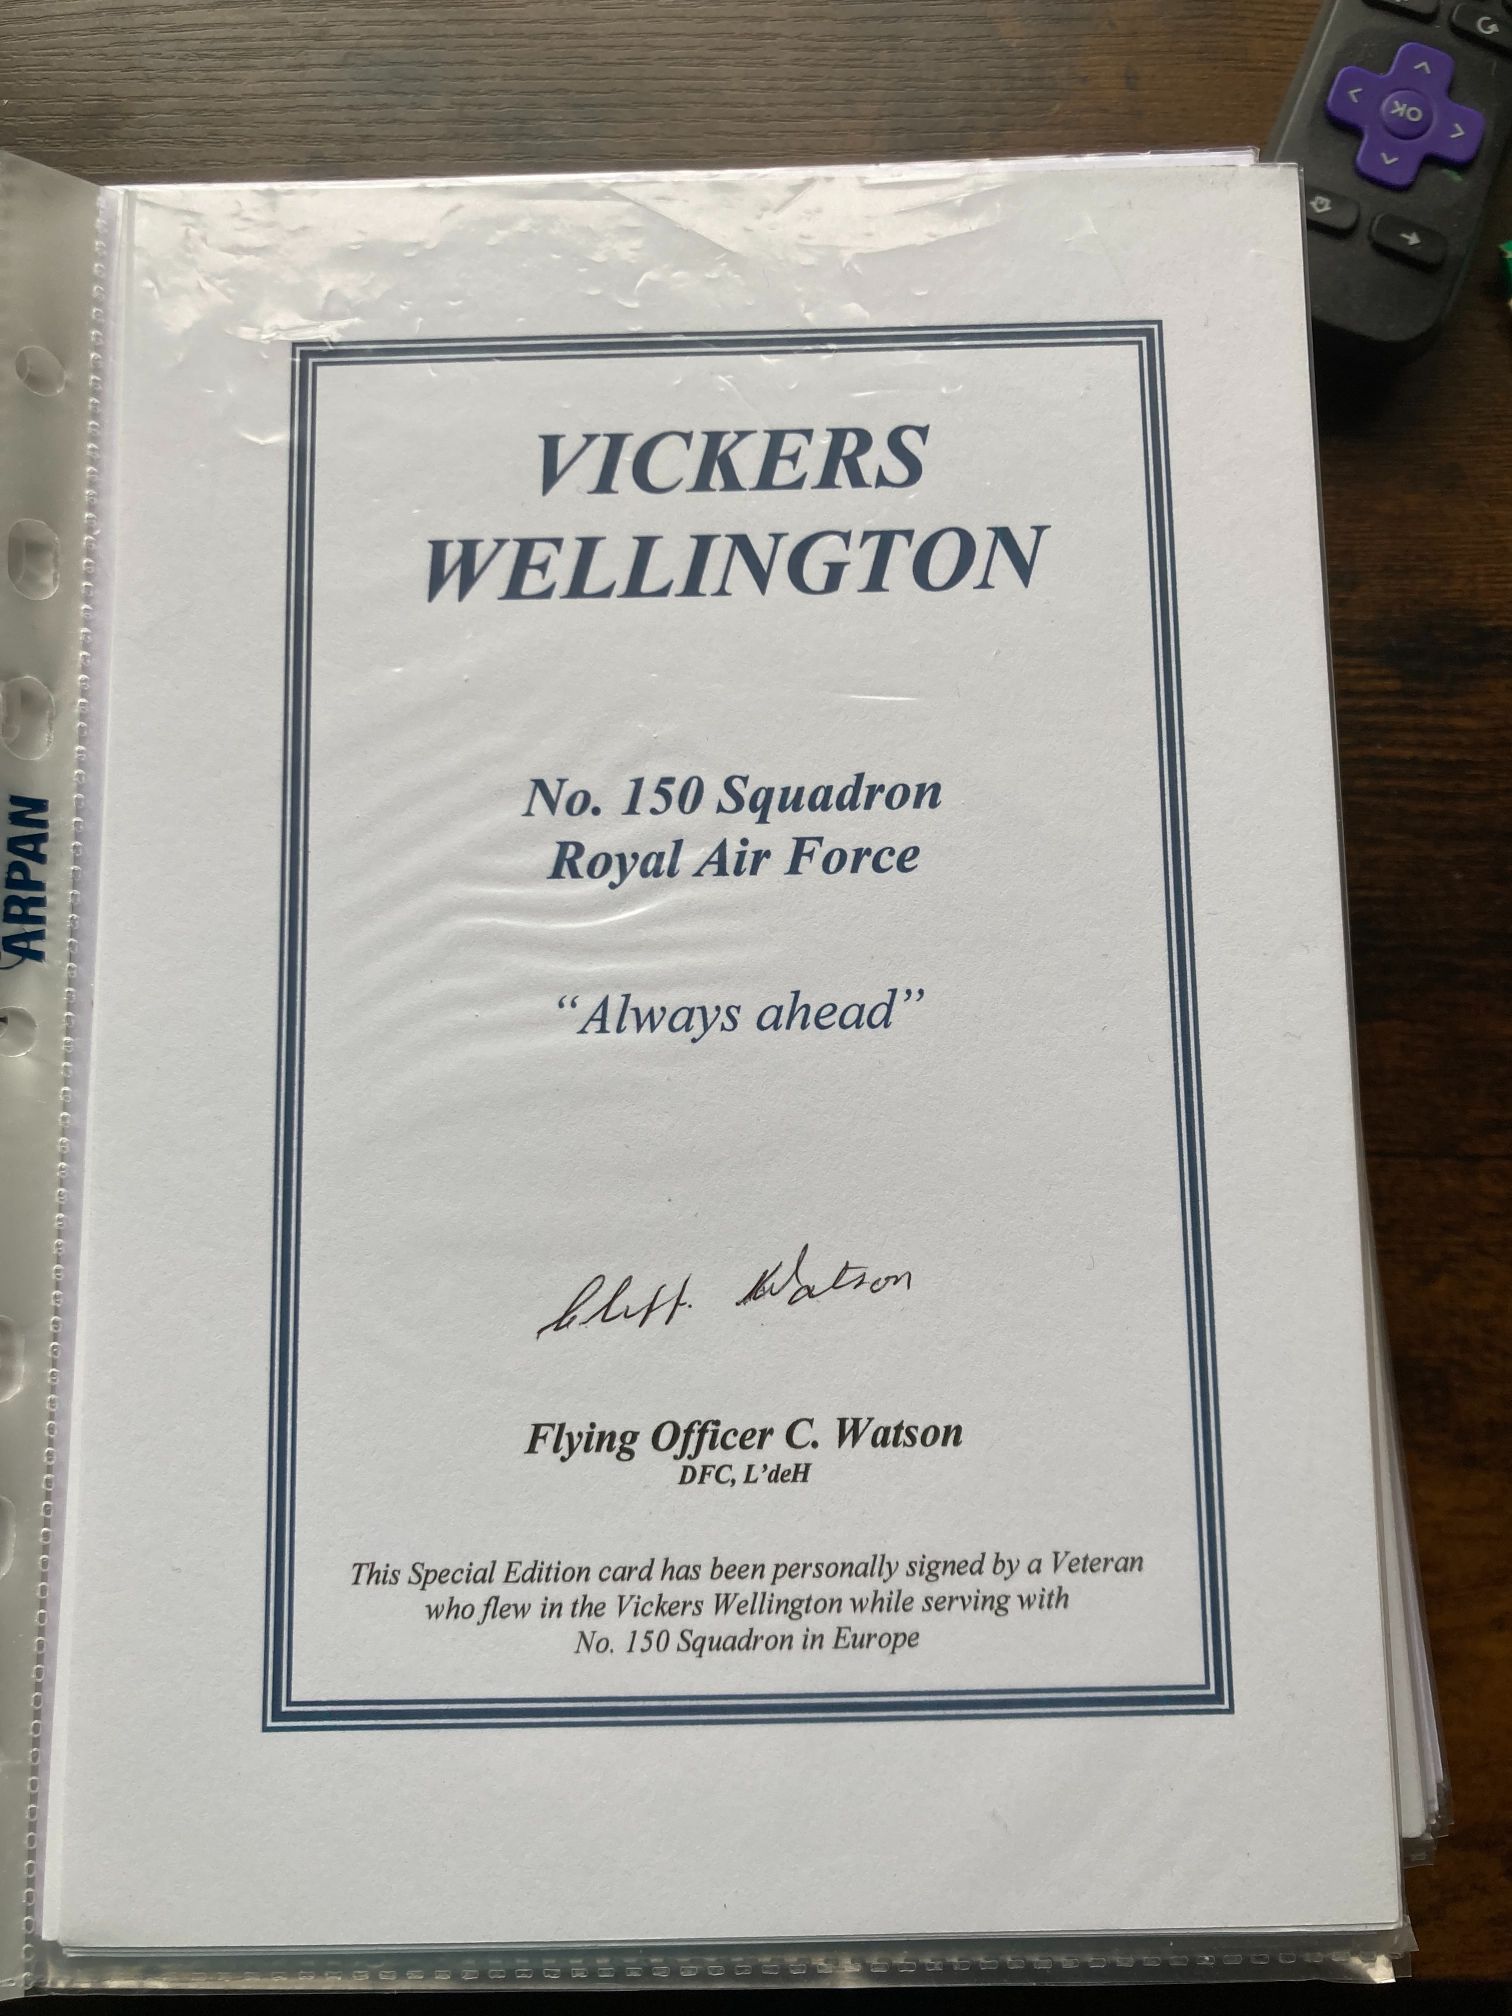 VICKERS
WELLINGTON
No. 150 Squadron
Royal Air Force
“Always ahead”
Cliff. Watson
Flying Officer C. Watson
DFC, L’deH
This Special Edition card has been personally signed by a Veteran
who flew in the Vickers Wellington while serving with
No. 150 Squadron in Europe
ARPAN
OK